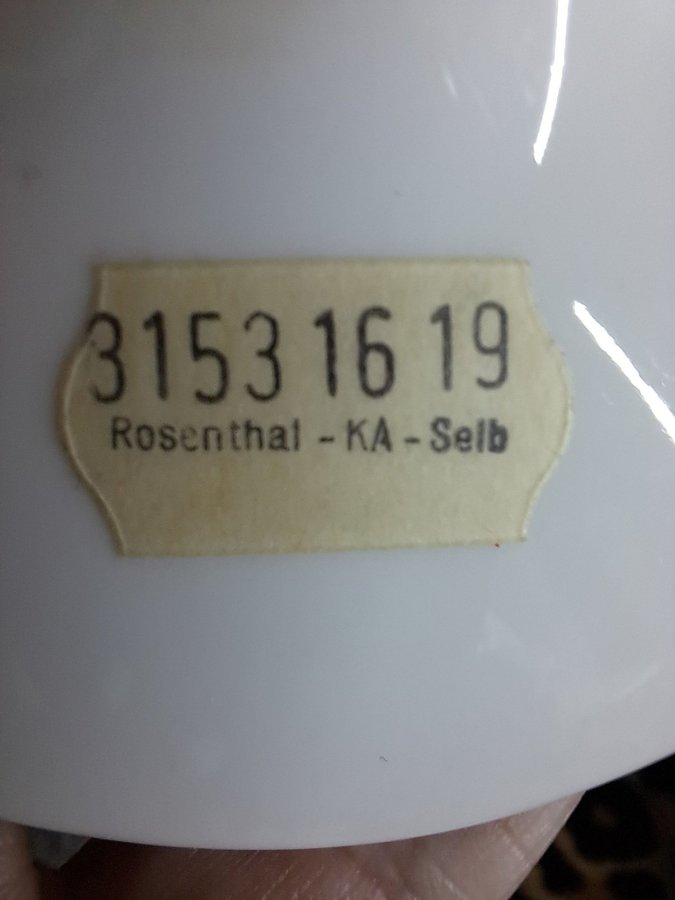 3153 16 19
Rosenthal - KA - Selb